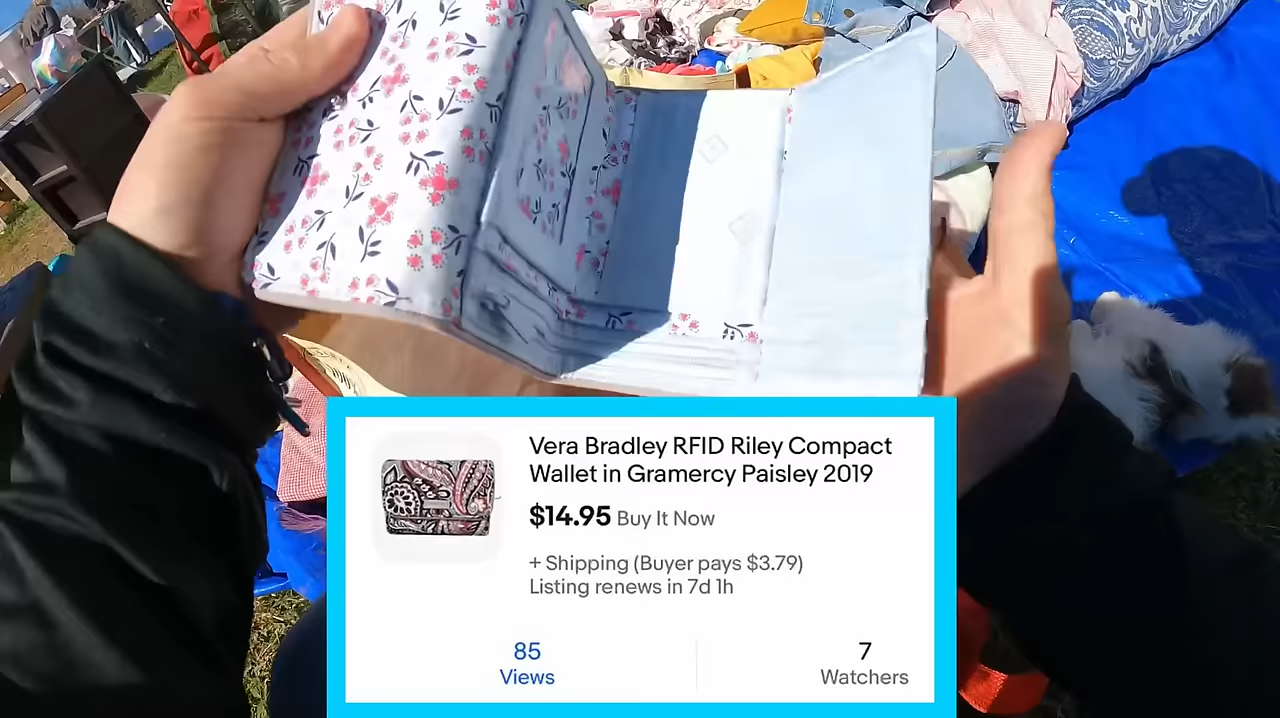 Vera Bradley RFID Riley Compact
Wallet in Gramercy Paisley 2019
$14.95 Buy It Now
+ Shipping (Buyer pays $3.79)
Listing renews in 7d 1h
85
Views
7
Watchers